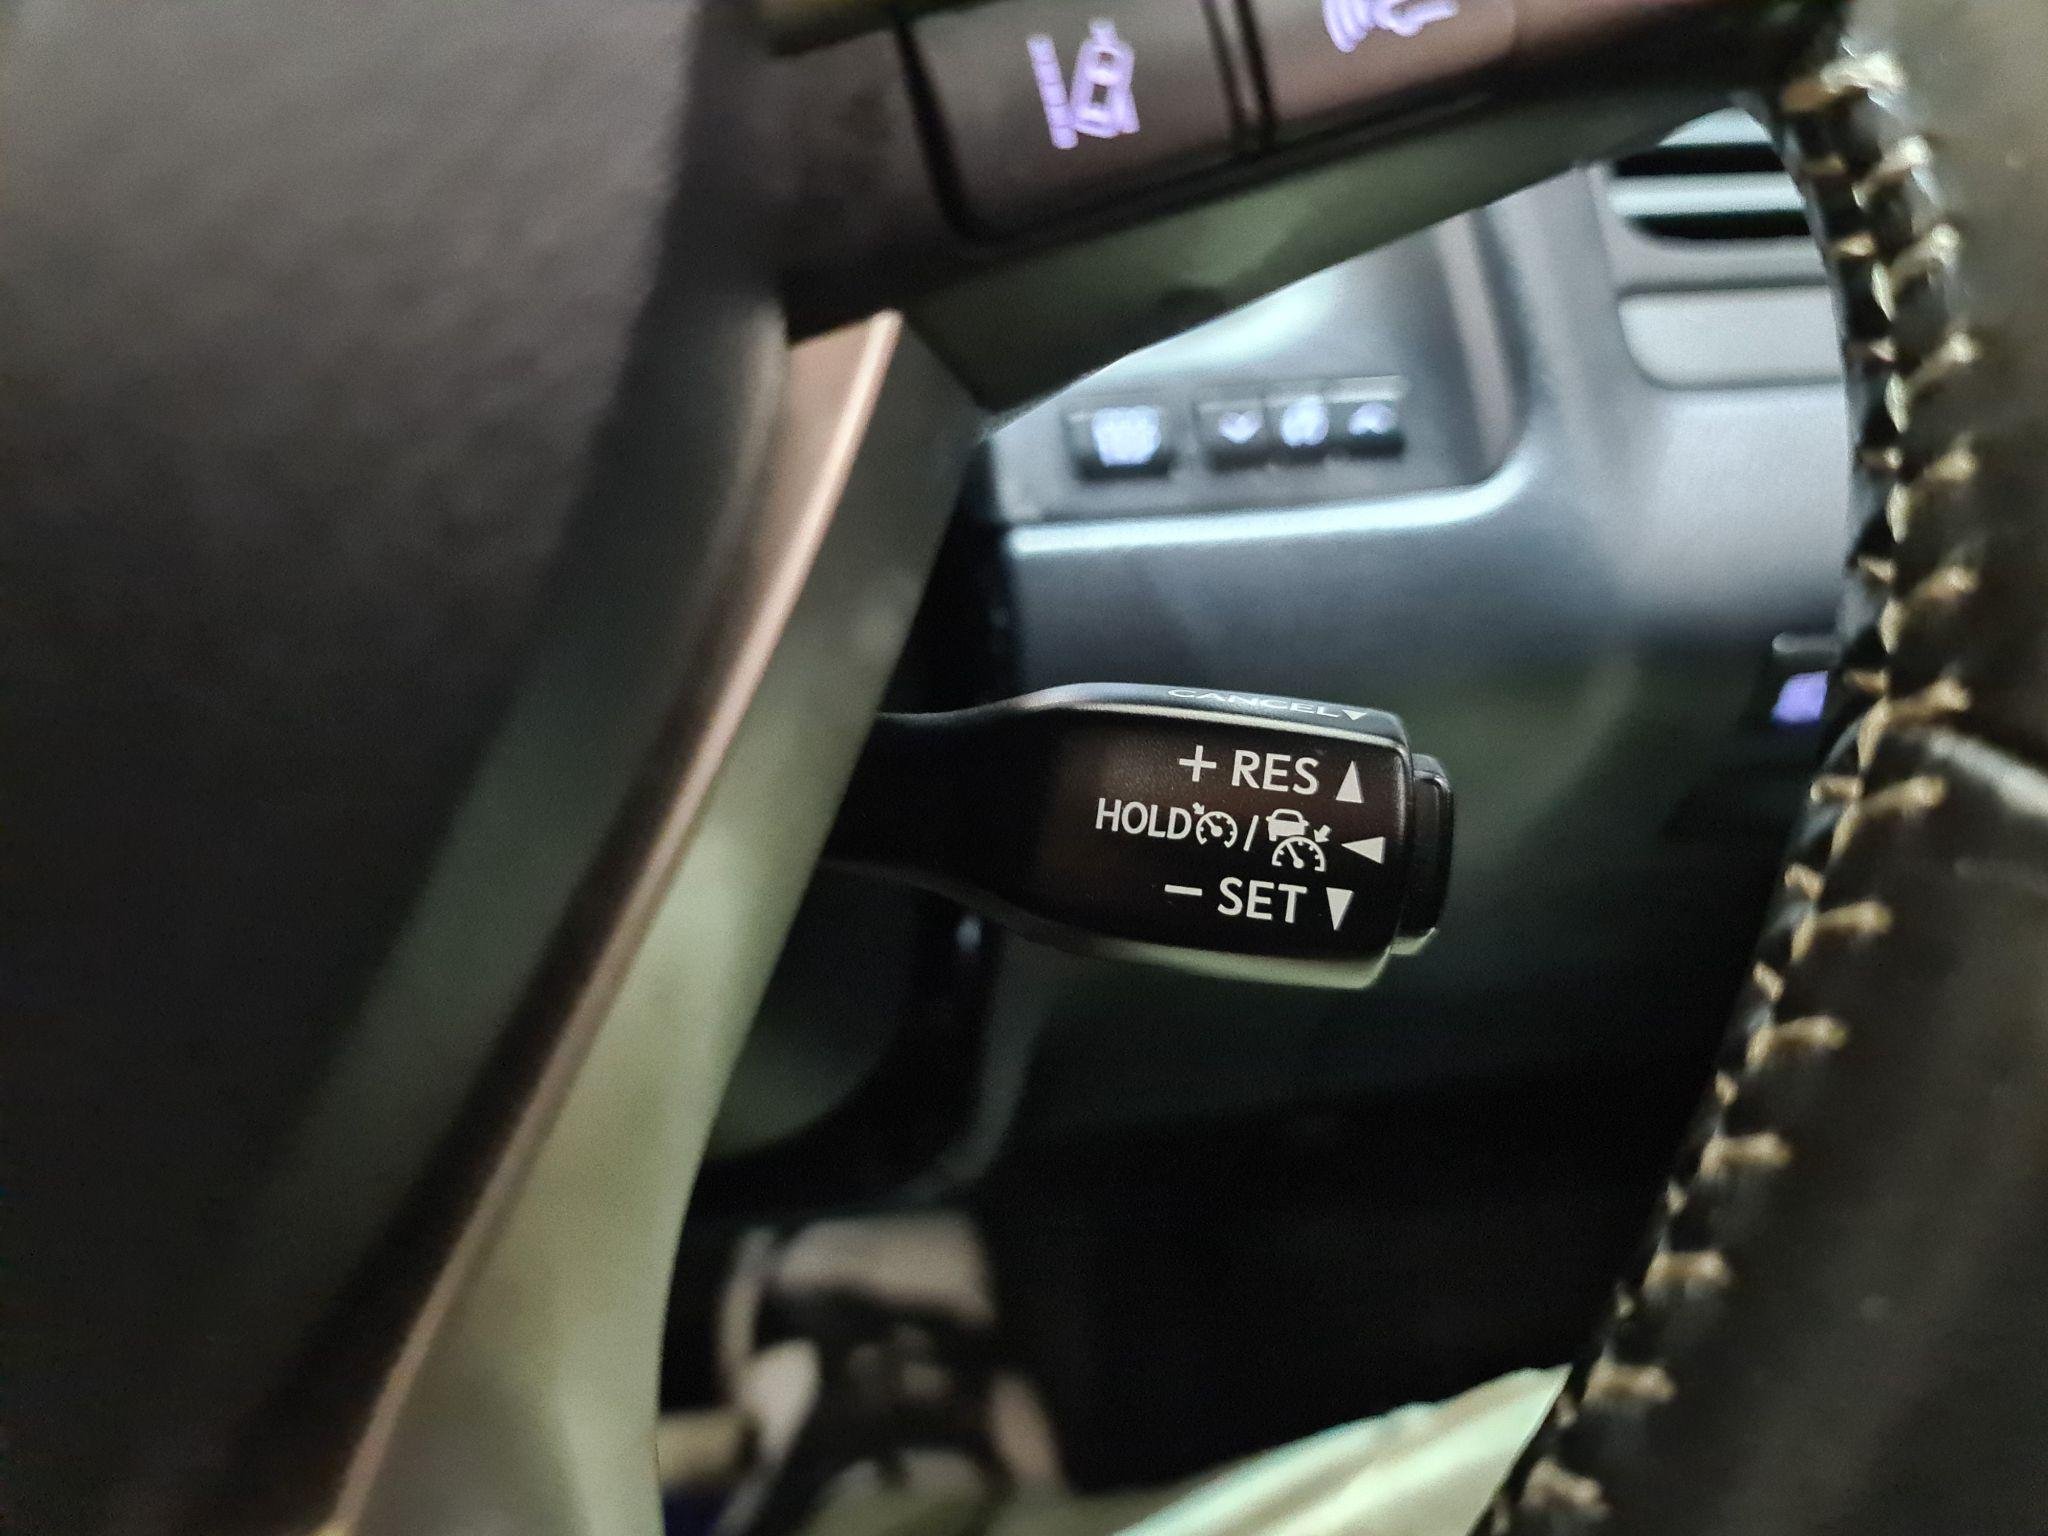 CANCEL
+ RES
HOLD /
− SET